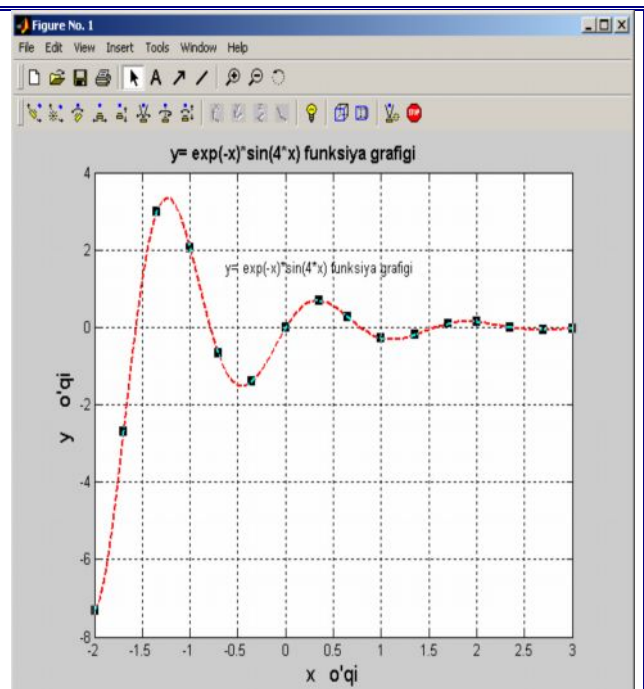 Figure No. 1
File Edit View Insert Tools Window Help
A
STOP
y= exp(-x)*sin(4*x) funksiya grafigi
4
y= exp(-x)*sin(4*x) funksiya grafigi
2
0
-2
-4
-6
-8
y o'qi
-2 -1.5 -1 -0.5 0 0.5 1 1.5 2 2.5 3
x o'qi